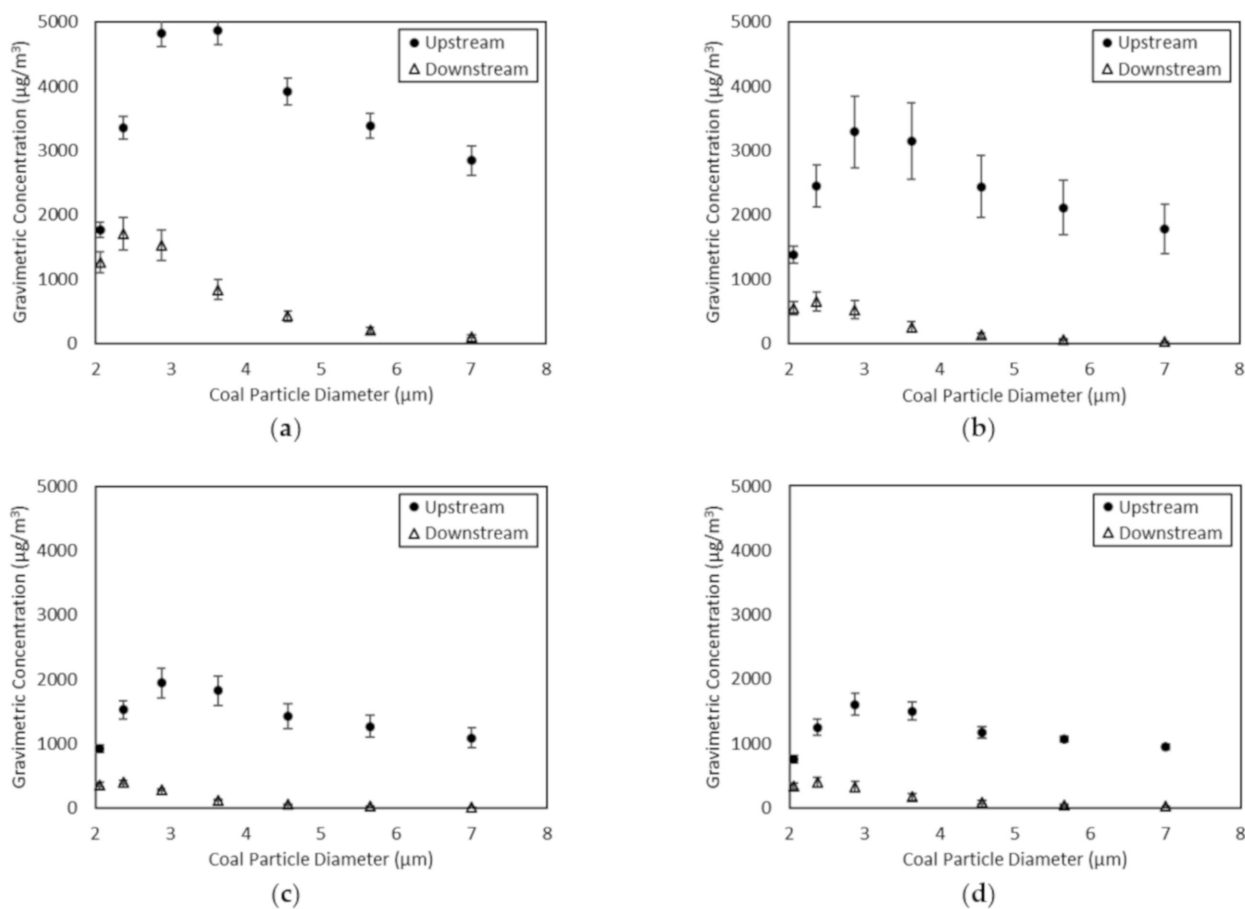 5000
4000
3000
2000
1000
0
Gravimetric Concentration (µg/m³)
Upstream
Downstream
2 3 4 5 6 7 8
Coal Particle Diameter (µm)
(a)
5000
4000
3000
2000
1000
0
Gravimetric Concentration (µg/m³)
Upstream
Downstream
2 3 4 5 6 7 8
Coal Particle Diameter (µm)
(b)
5000
4000
3000
2000
1000
0
Gravimetric Concentration (µg/m³)
Upstream
Downstream
2 3 4 5 6 7 8
Coal Particle Diameter (µm)
(c)
5000
4000
3000
2000
1000
0
Gravimetric Concentration (µg/m³)
Upstream
Downstream
2 3 4 5 6 7 8
Coal Particle Diameter (µm)
(d)